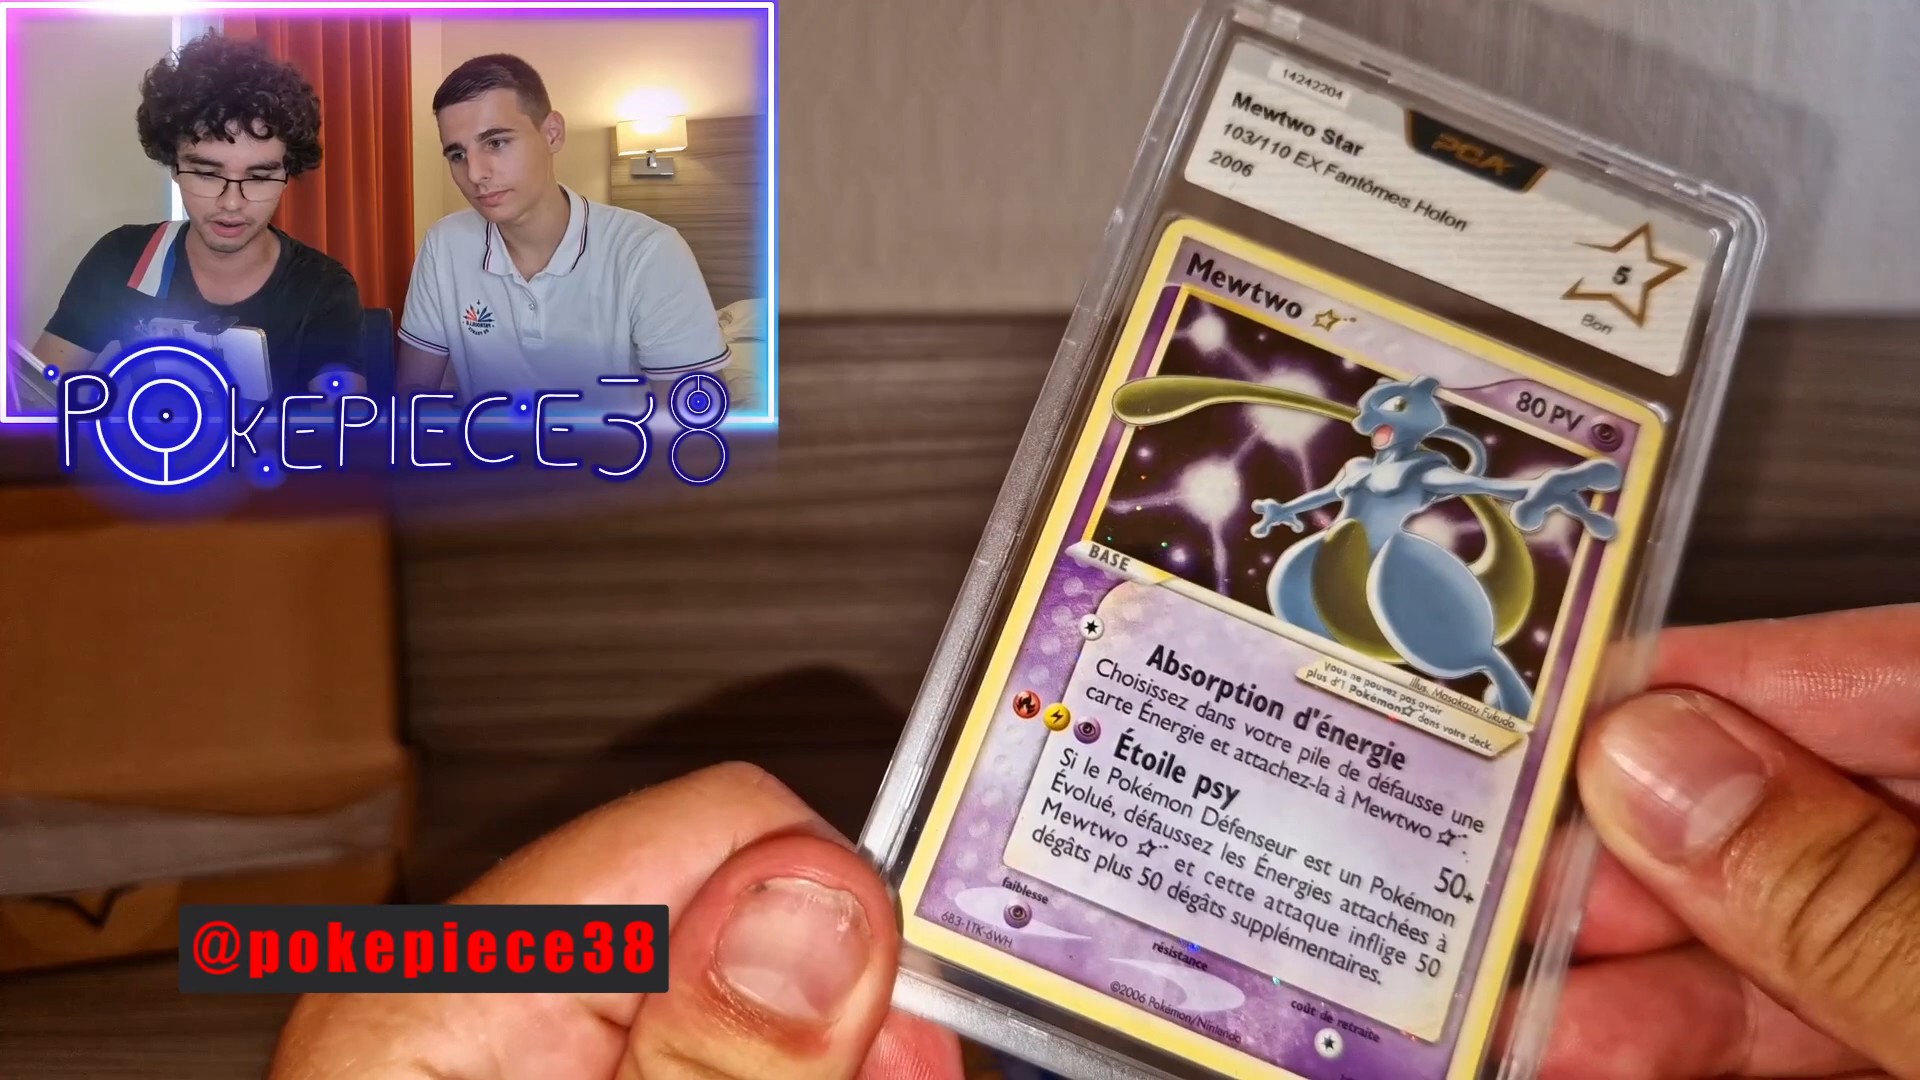 POKEPIECE38
@pokepiece38
14242204
PCA
Mewtwo Star
103/110 EX Fantômes Holon
2006
5
Bon
Mewtwo
80 PV
BASE
Illus. Masakazu Fukuda
Vous ne pouvez pas avoir
plus d'1 Pokémon☆ dans votre deck.
Absorption d'énergie
Choisissez dans votre pile de défausse une
carte Énergie et attachez-la à Mewtwo ☆.
Étoile psy
50+
Si le Pokémon Défenseur est un Pokémon
Évolué, défaussez les Énergies attachées à
Mewtwo ☆ et cette attaque inflige 50
dégâts plus 50 dégâts supplémentaires.
faiblesse
résistance
coût de retraite
6B3-1TK-6WH
©2006 Pokémon/Nintendo